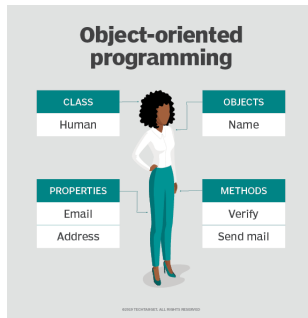 Object-oriented
programming
CLASS
Human
OBJECTS
Name
PROPERTIES
Email
Address
METHODS
Verify
Send mail